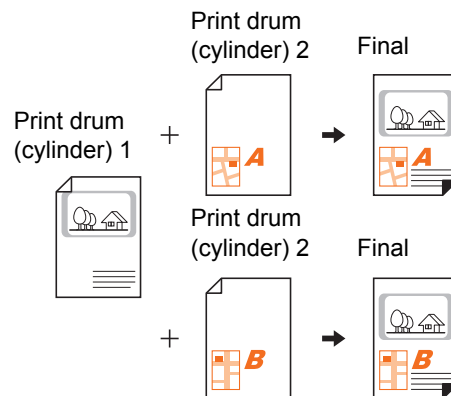 Print drum
(cylinder) 2
Final
Print drum
(cylinder) 1
+
A
A
Print drum
(cylinder) 2
Final
+
B
B